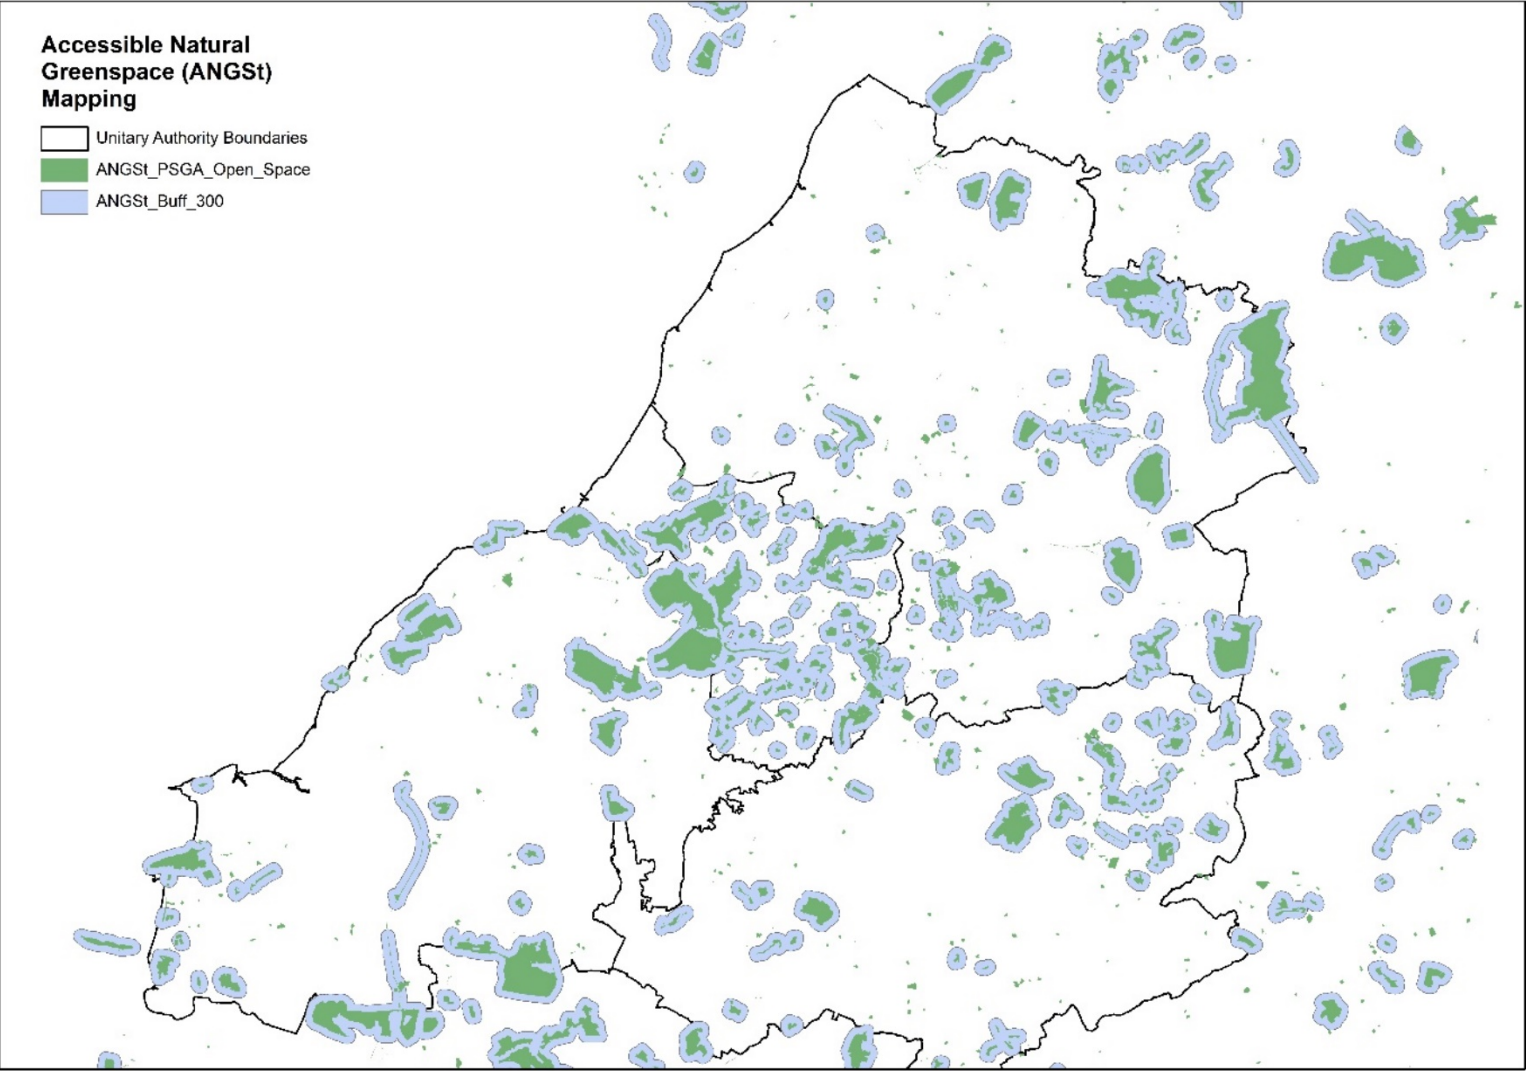 Accessible Natural
Greenspace (ANGSt)
Mapping
Unitary Authority Boundaries
ANGSt_PSGA_Open_Space
ANGSt_Buff_300